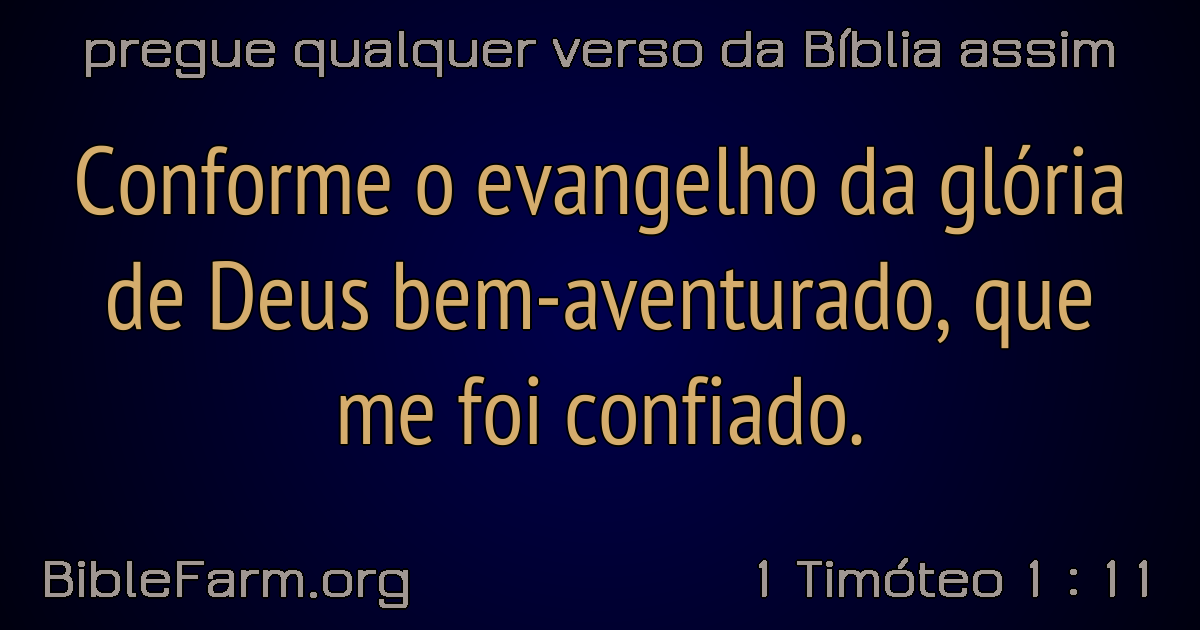 pregue qualquer verso da Bíblia assim
Conforme o evangelho da glória
de Deus bem-aventurado, que
me foi confiado.
BibleFarm.org
1 Timóteo 1 : 11